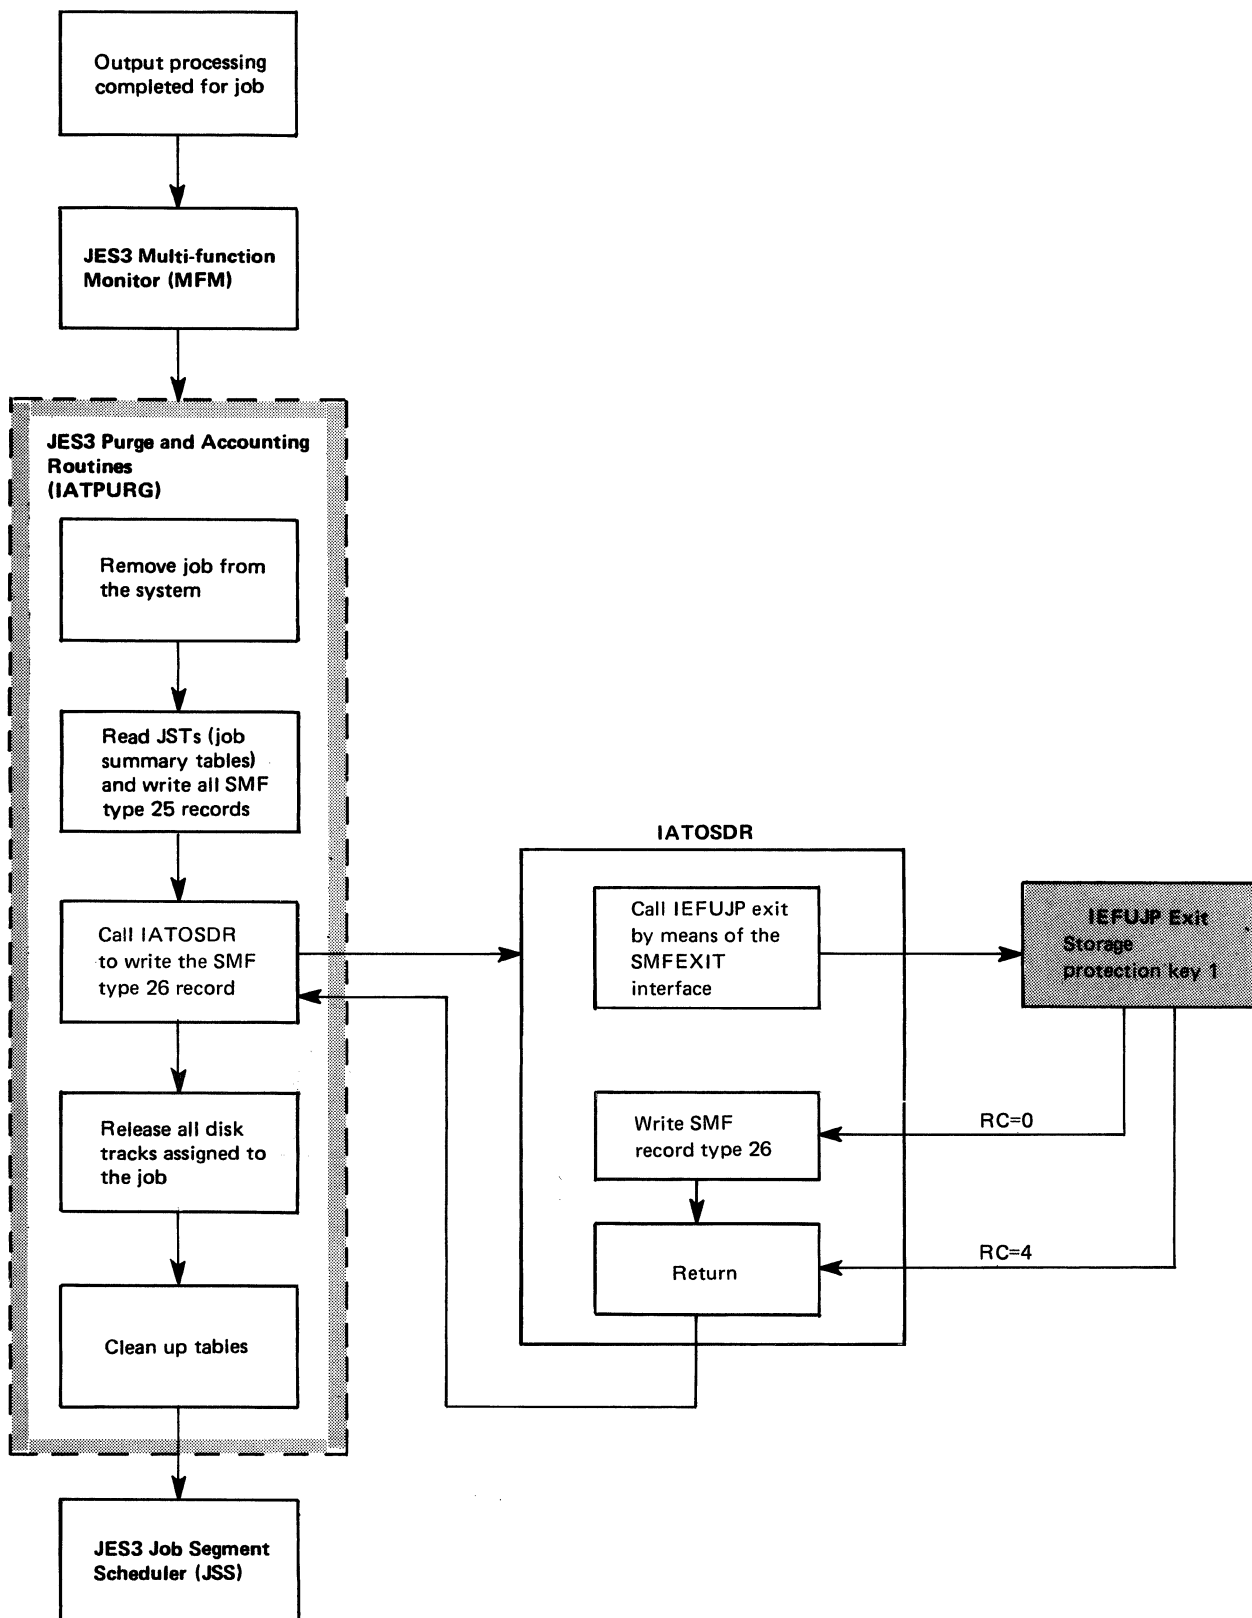 Output processing
completed for job
JES3 Multi-function
Monitor (MFM)
JES3 Purge and Accounting
Routines
(IATPURG)
Remove job from
the system
Read JSTs (job
summary tables)
and write all SMF
type 25 records
Call IATOSDR
to write the SMF
type 26 record
Release all disk
tracks assigned to
the job
Clean up tables
JES3 Job Segment
Scheduler (JSS)
IATOSDR
Call IEFUJP exit
by means of the
SMFEXIT
interface
Write SMF
record type 26
Return
IEFUJP Exit
Storage
protection key 1
RC=0
RC=4